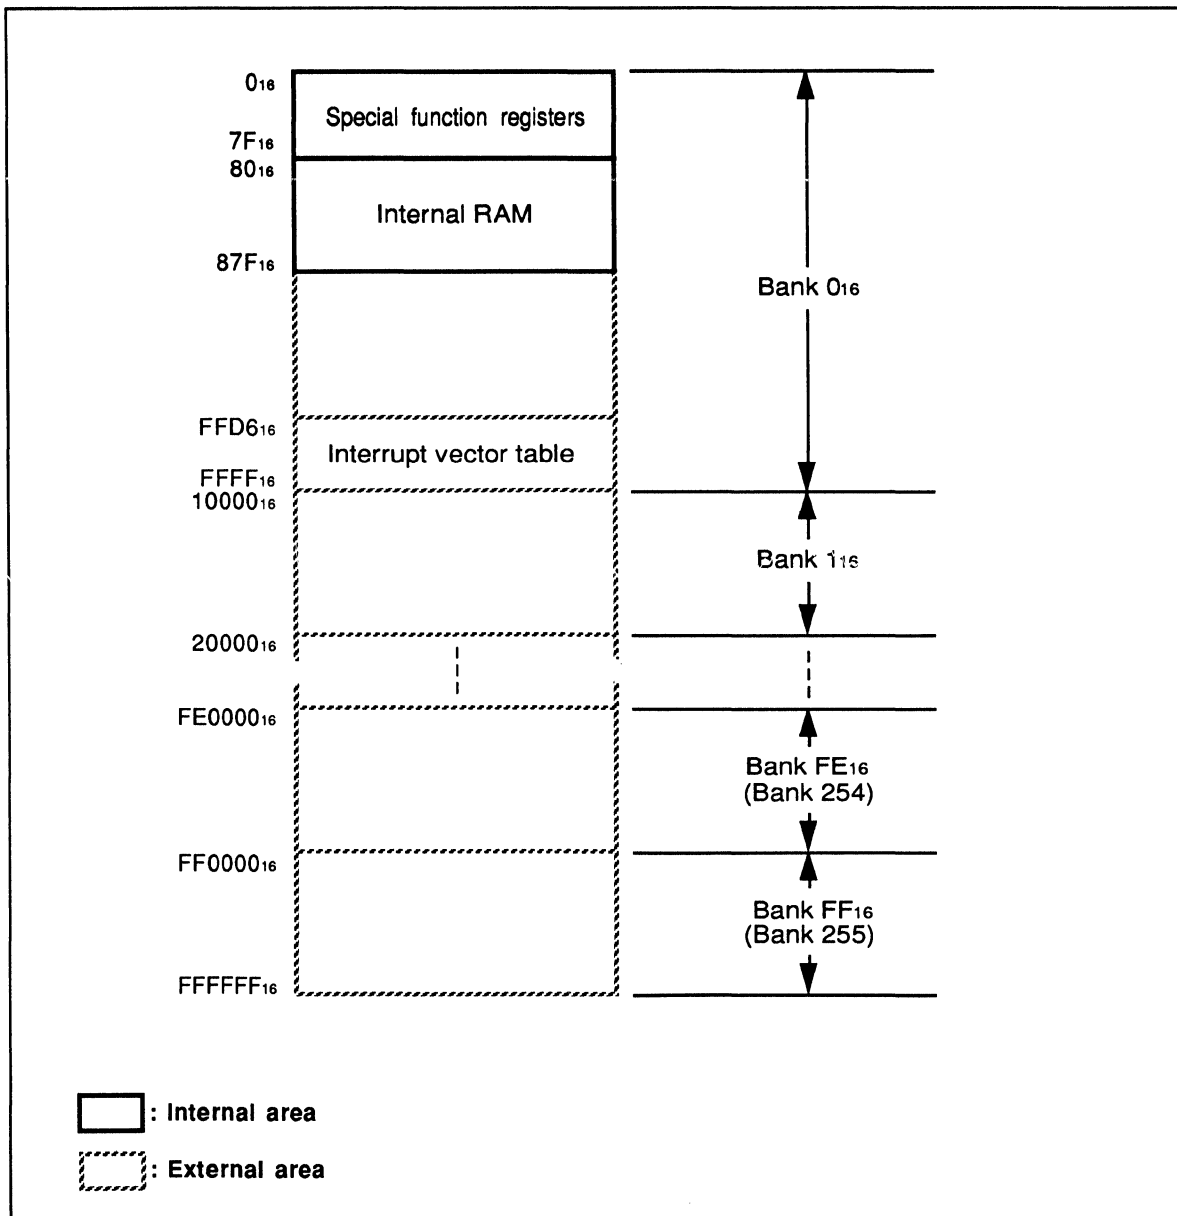 0₁₆
Special function registers
7F₁₆
80₁₆
Internal RAM
87F₁₆
Bank 0₁₆
FFD6₁₆
Interrupt vector table
FFFF₁₆
10000₁₆
Bank 1₁₆
20000₁₆
FE0000₁₆
Bank FE₁₆
(Bank 254)
FF0000₁₆
Bank FF₁₆
(Bank 255)
FFFFFF₁₆
: Internal area
: External area